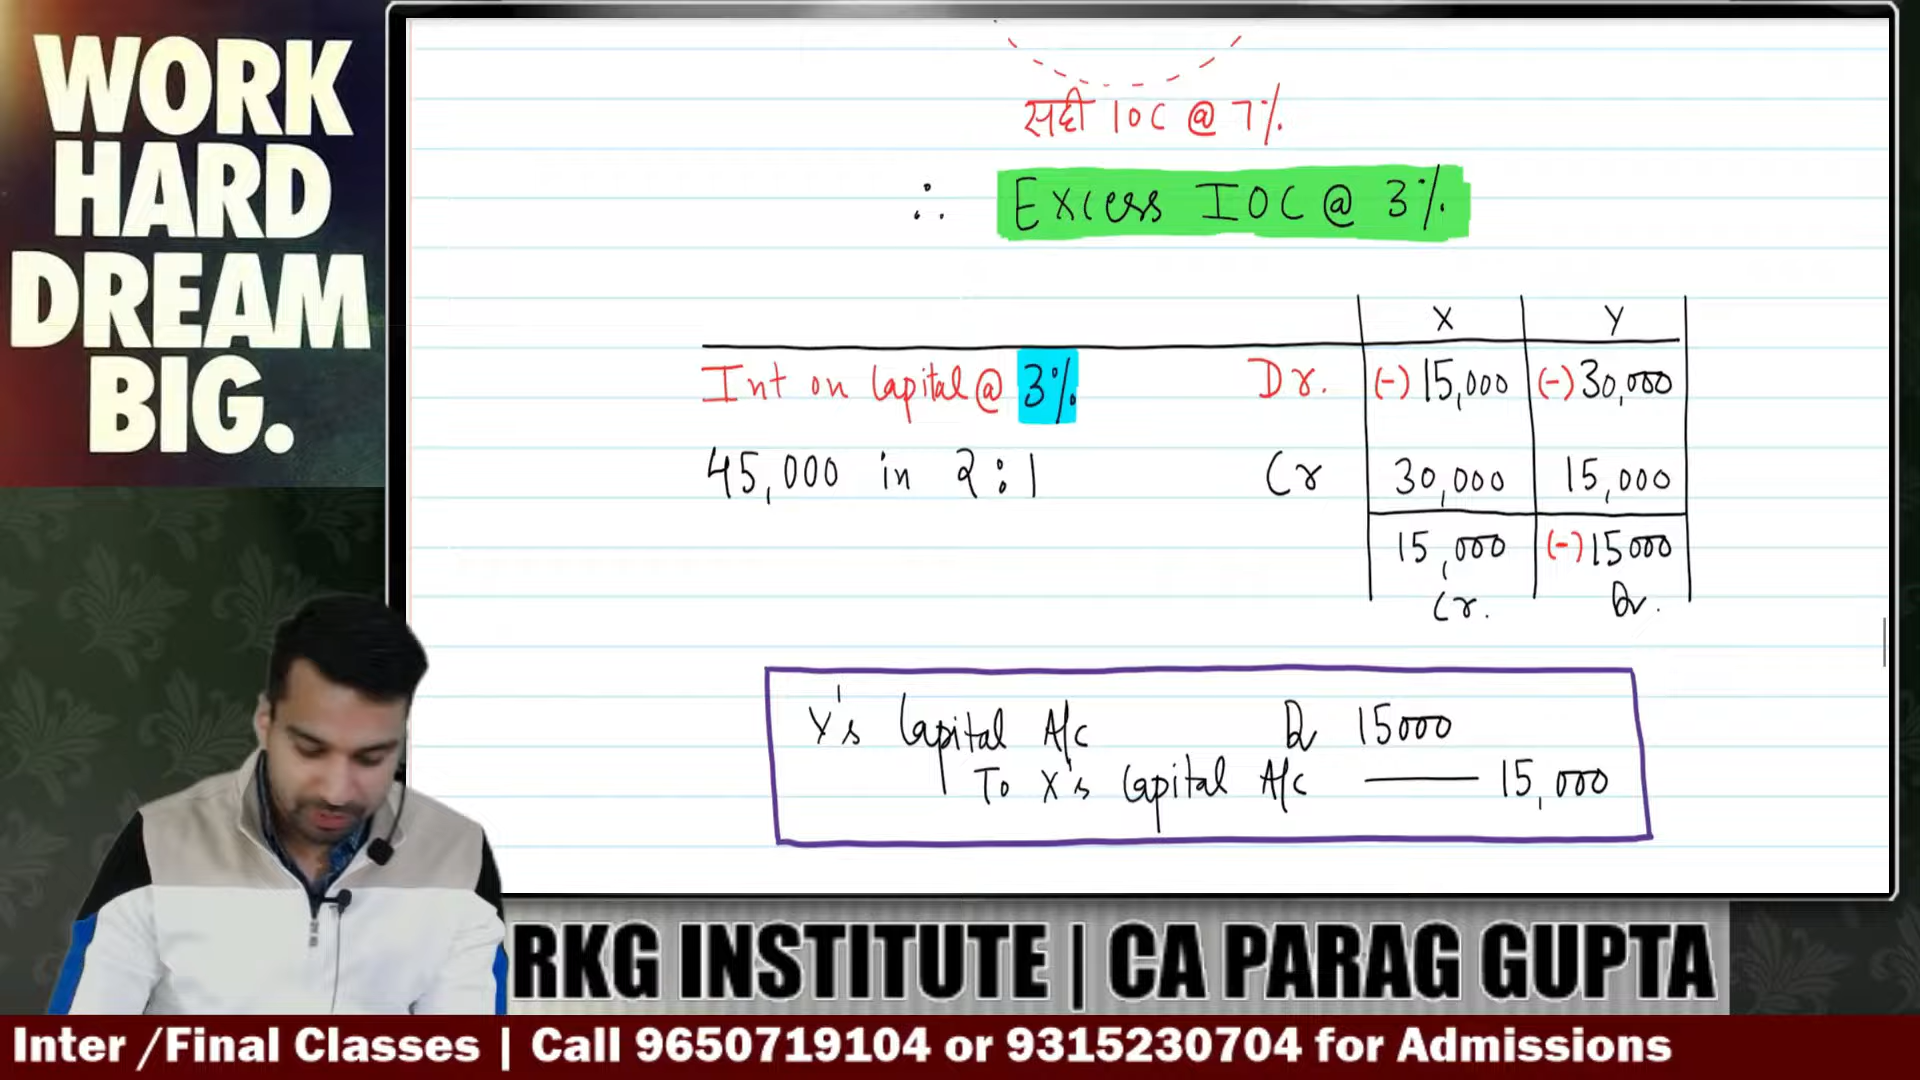 WORK
HARD
DREAM
BIG.
सही IOC @ 7%
∴ Excess IOC @ 3%
X Y
Int on Capital @ 3% Dr. (-) 15,000 (-) 30,000
45,000 in 2:1 Cr 30,000 15,000
15,000 (-) 15000
Cr. Dr.
Y's Capital A/c Dr 15000
To X's Capital A/c 15,000
RKG INSTITUTE | CA PARAG GUPTA
Inter /Final Classes | Call 9650719104 or 9315230704 for Admissions